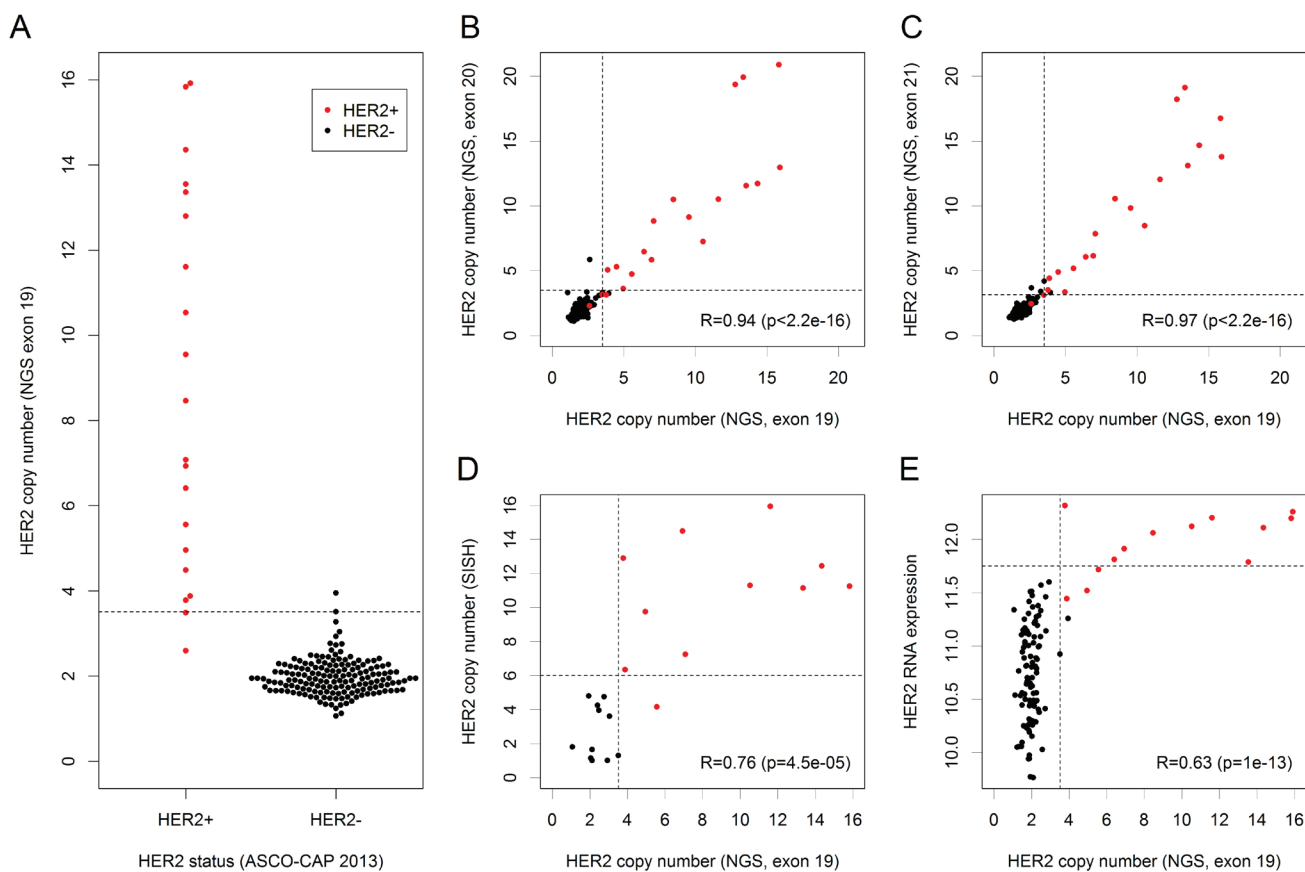 A
HER2 copy number (NGS exon 19)
16
14
12
10
8
6
4
2
0
HER2+
HER2-
HER2+
HER2-
HER2 status (ASCO-CAP 2013)
B
HER2 copy number (NGS, exon 20)
20
15
10
5
0
R=0.94 (p<2.2e-16)
0
5
10
15
20
HER2 copy number (NGS, exon 19)
C
HER2 copy number (NGS, exon 21)
20
15
10
5
0
R=0.97 (p<2.2e-16)
0
5
10
15
20
HER2 copy number (NGS, exon 19)
D
HER2 copy number (SISH)
16
14
12
10
8
6
4
2
0
R=0.76 (p=4.5e-05)
0
2
4
6
8
10
12
14
16
HER2 copy number (NGS, exon 19)
E
HER2 RNA expression
12.0
11.5
11.0
10.5
10.0
R=0.63 (p=1e-13)
0
2
4
6
8
10
12
14
16
HER2 copy number (NGS, exon 19)